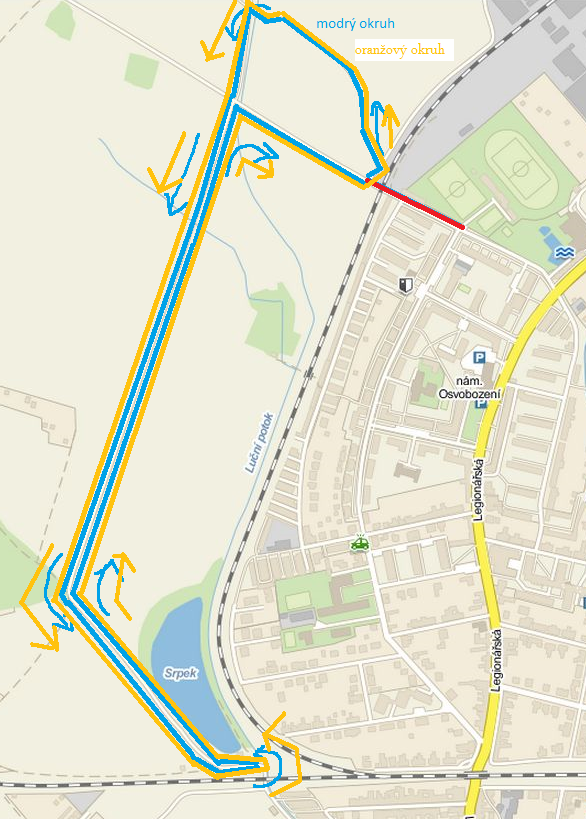 modrý okruh
oranžový okruh
P
nám.
Osvobození
P
Luční potok
Legionářská
Legionářská
Srpek